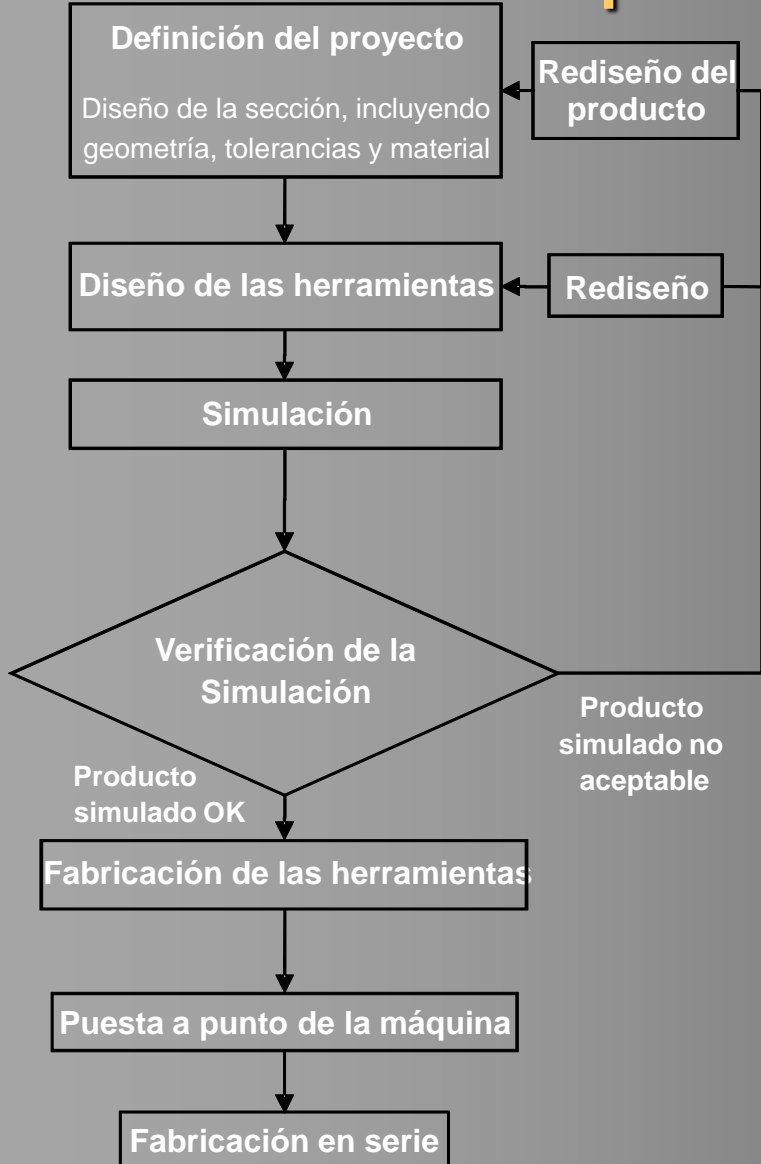 Definición del proyecto
Diseño de la sección, incluyendo
geometría, tolerancias y material
Rediseño del
producto
Diseño de las herramientas
Rediseño
Simulación
Verificación de la
Simulación
Producto
simulado no
aceptable
Producto
simulado OK
Fabricación de las herramientas
Puesta a punto de la máquina
Fabricación en serie